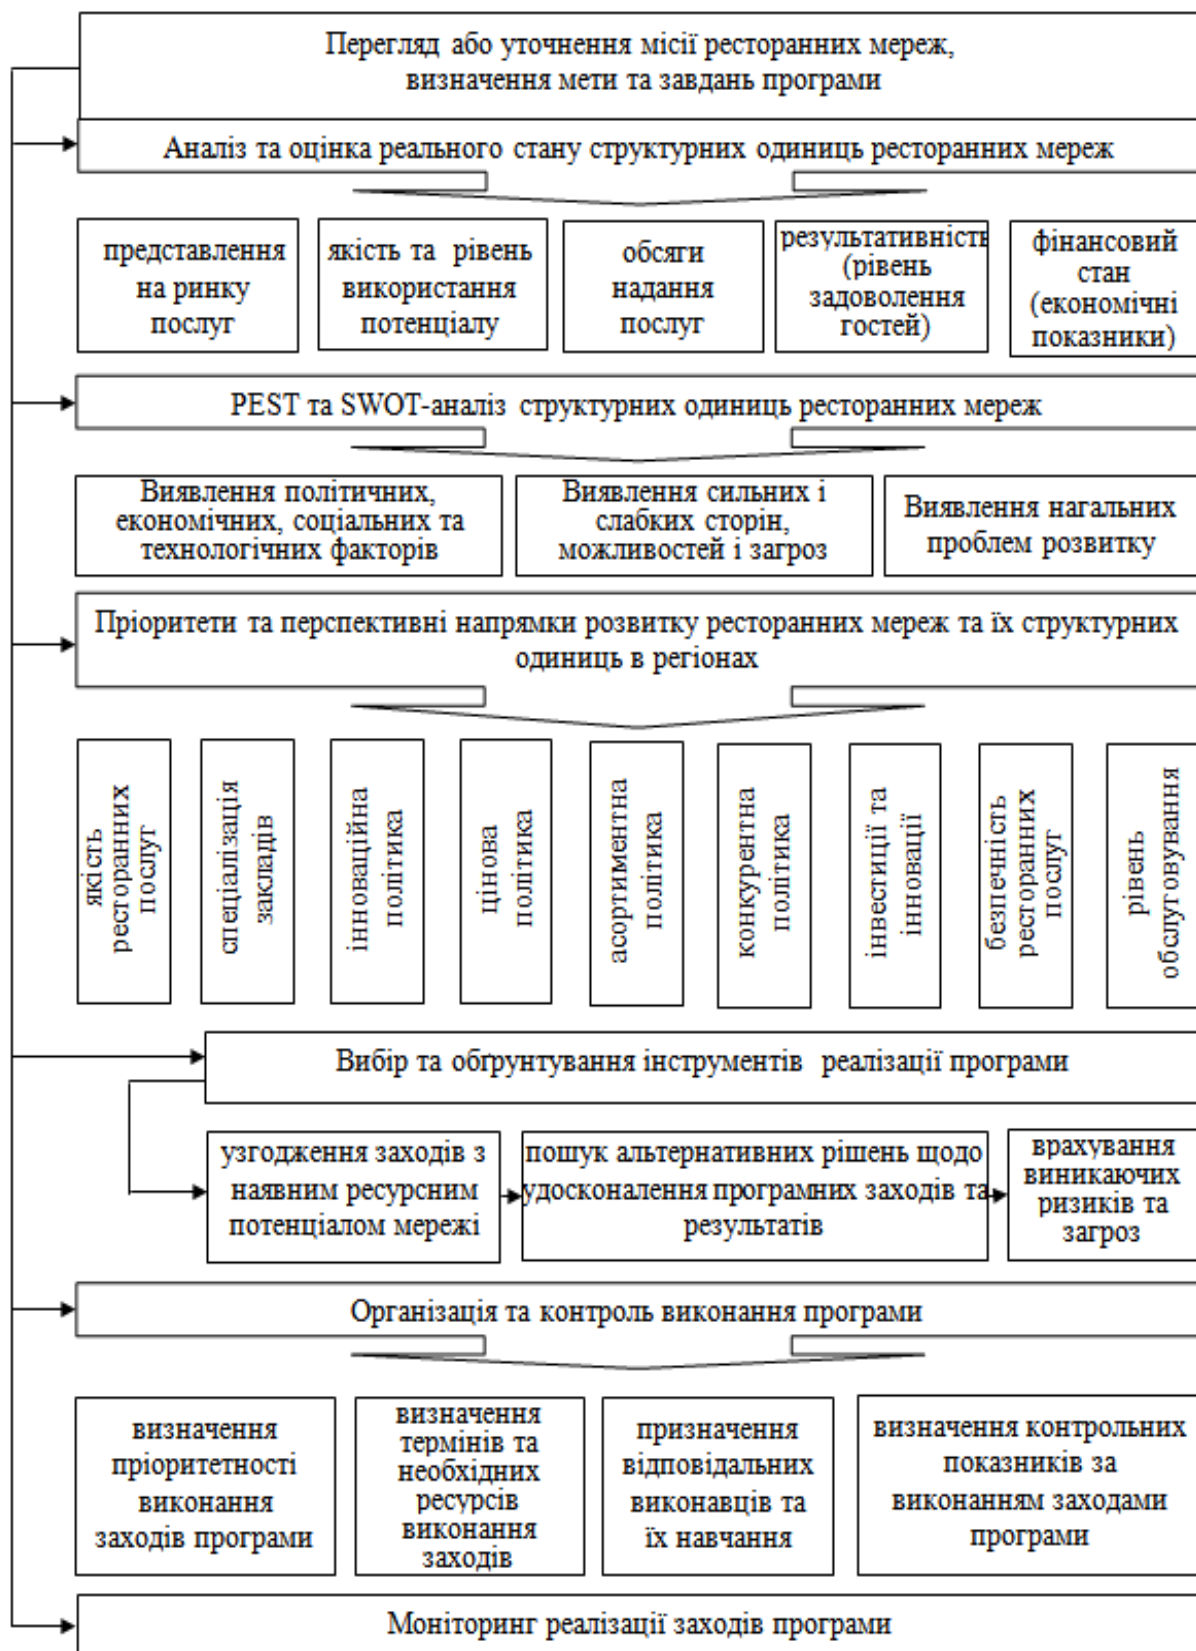 Перегляд або уточнення місії ресторанних мереж,
визначення мети та завдань програми
Аналіз та оцінка реального стану структурних одиниць ресторанних мереж
представлення
на ринку
послуг
якість та рівень
використання
потенціалу
обсяги
надання
послуг
результативність
(рівень
задоволення
гостей)
фінансовий
стан
(економічні
показники)
PEST та SWOT-аналіз структурних одиниць ресторанних мереж
Виявлення політичних,
економічних, соціальних та
технологічних факторів
Виявлення сильних і
слабких сторін,
можливостей і загроз
Виявлення нагальних
проблем розвитку
Пріоритети та перспективні напрямки розвитку ресторанних мереж та їх структурних
одиниць в регіонах
якість
ресторанних
послуг
спеціалізація
закладів
інноваційна
політика
цінова
політика
асортиментна
політика
конкурентна
політика
інвестиції та
інновації
безпечність
ресторанних
послуг
рівень
обслуговування
Вибір та обґрунтування інструментів реалізації програми
узгодження заходів з
наявним ресурсним
потенціалом мережі
пошук альтернативних рішень щодо
удосконалення програмних заходів та
результатів
врахування
виникаючих
ризиків та
загроз
Організація та контроль виконання програми
визначення
пріоритетності
виконання
заходів програми
визначення
термінів та
необхідних
ресурсів
виконання
заходів
призначення
відповідальних
виконавців та
їх навчання
визначення контрольних
показників за
виконанням заходами
програми
Моніторинг реалізації заходів програми